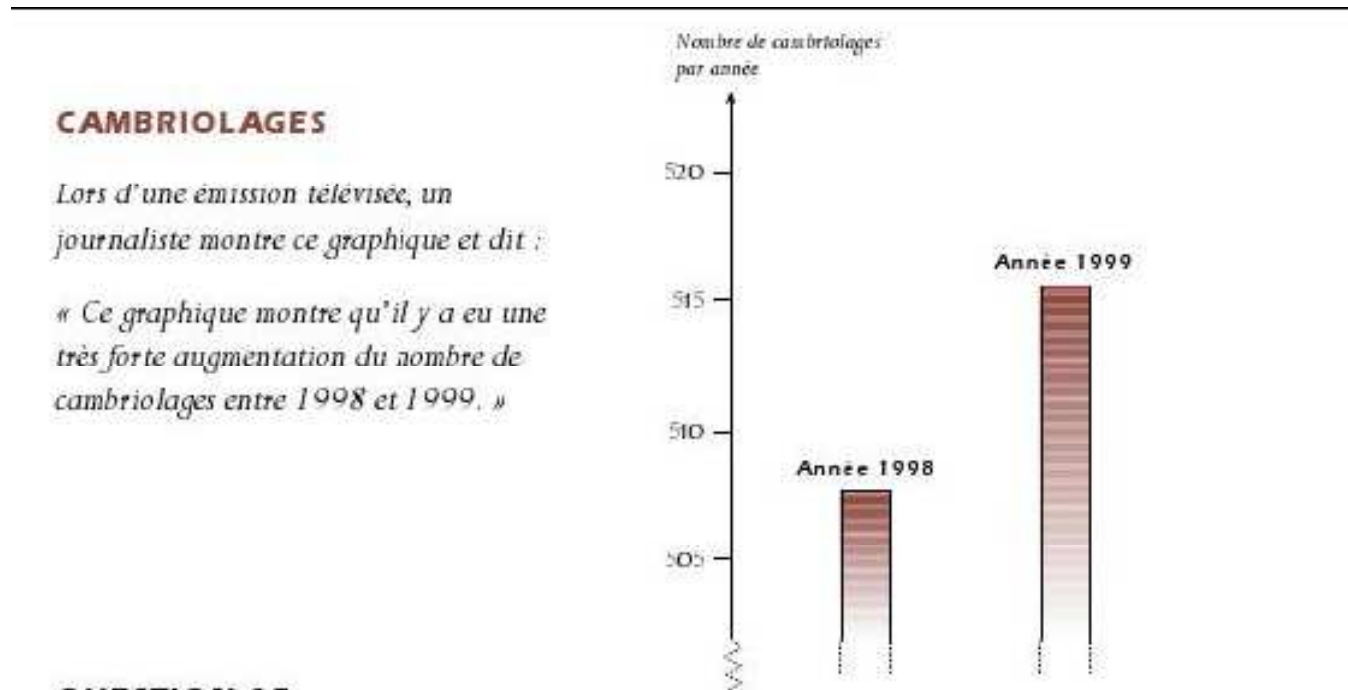 CAMBRIOLAGES
Lors d'une émission télévisée, un
journaliste montre ce graphique et dit :
« Ce graphique montre qu'il y a eu une
très forte augmentation du nombre de
cambriolages entre 1998 et 1999. »
Nombre de cambriolages
par année
520
515
510
505
Année 1998
Année 1999